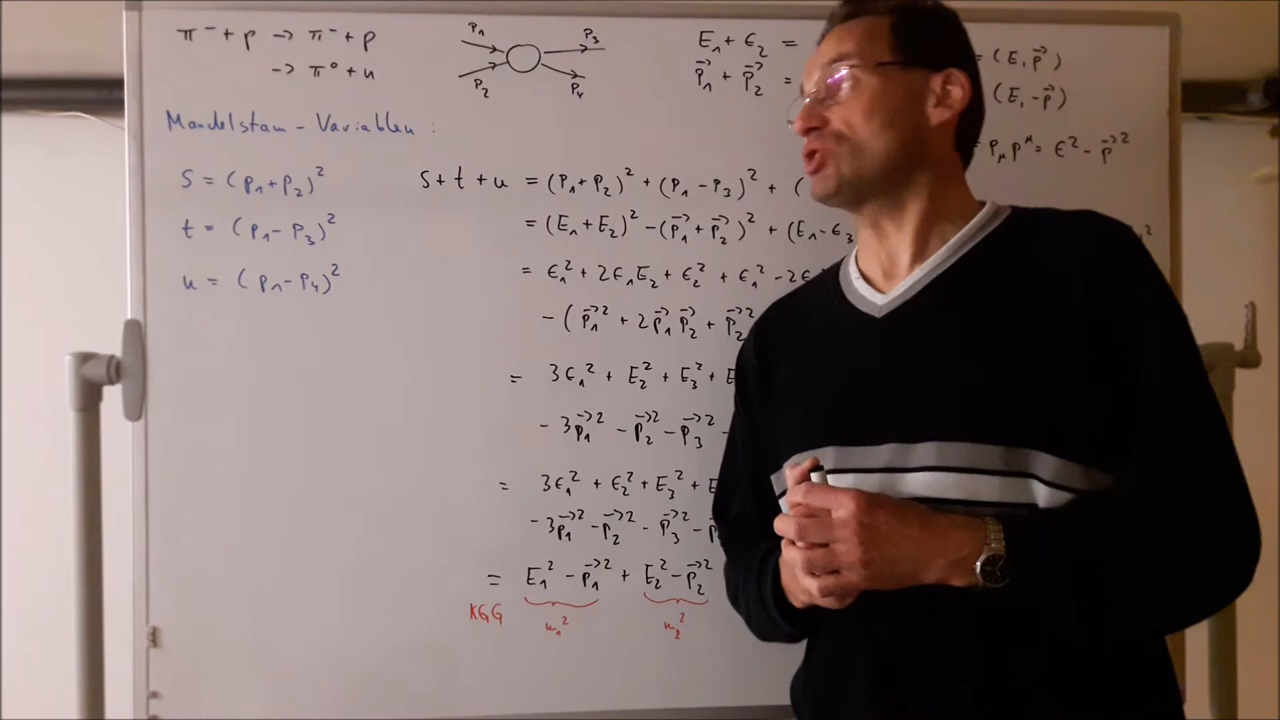 π⁻ + p → π⁻ + p
→ π⁰ + n
p₁ p₃
p₂ p₄
E₁ + E₂ =
p⃗₁ + p⃗₂ =
= (E, p⃗)
(E, -p⃗)
= pμ p^μ = E² - p⃗²
Mandelstam-Variablen :
s = (p₁+p₂)²
t = (p₁-p₃)²
u = (p₁-p₄)²
s + t + u = (p₁+p₂)² + (p₁-p₃)² + (
= (E₁+E₂)² - (p⃗₁+p⃗₂)² + (E₁-E₃
= E₁² + 2E₁E₂ + E₂² + E₁² - 2E
- (p⃗₁² + 2p⃗₁p⃗₂ + p⃗₂²
= 3E₁² + E₂² + E₃² + E
- 3p⃗₁² - p⃗₂² - p⃗₃² -
= 3E₁² + E₂² + E₃² + E
- 3p⃗₁² - p⃗₂² - p⃗₃² - p
= E₁² - p⃗₁² + E₂² - p⃗₂²
KGG m₁² m₂²